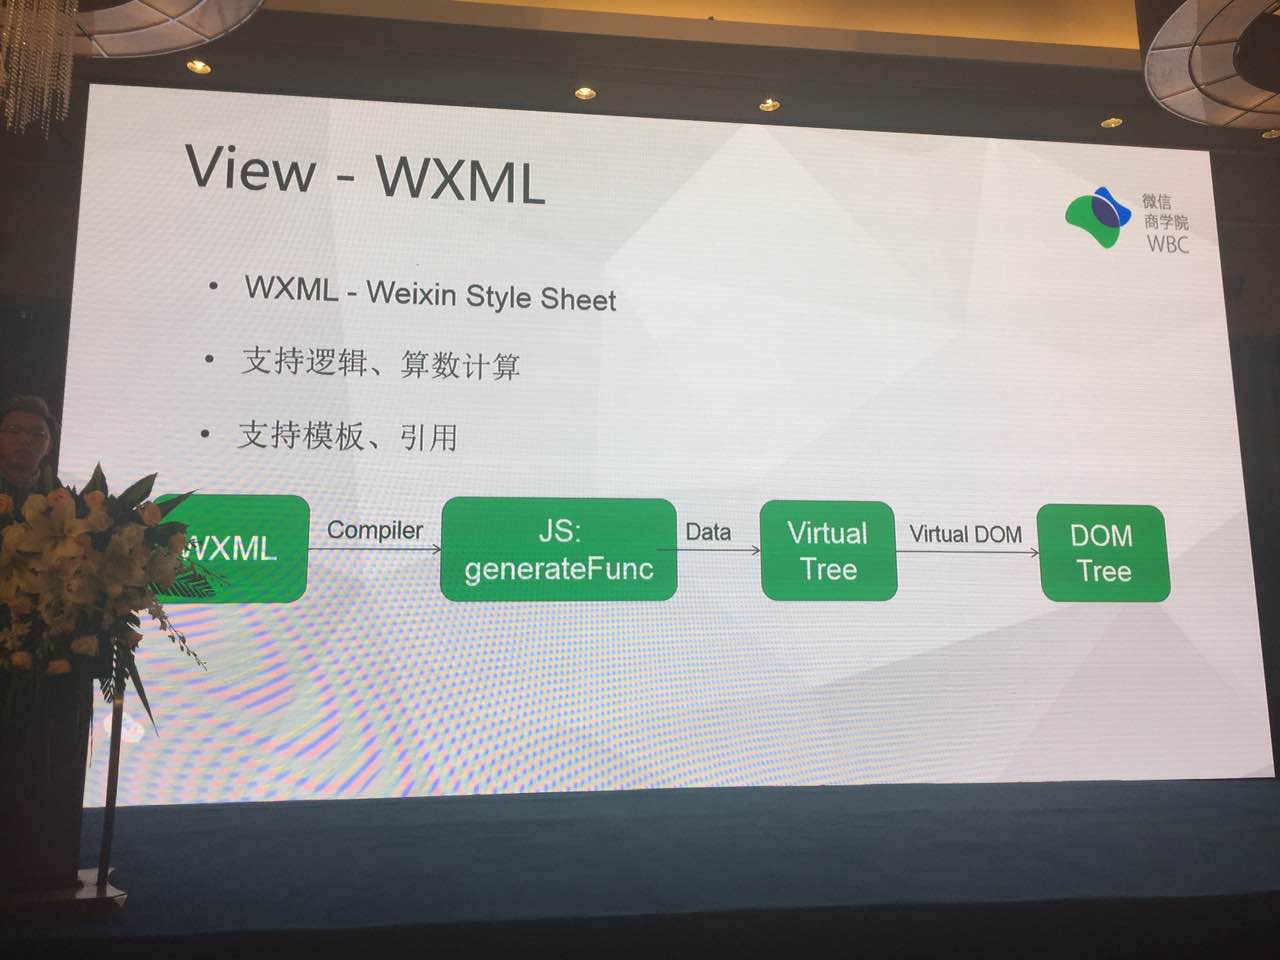 View - WXML
微信
商学院
WBC
• WXML - Weixin Style Sheet
• 支持逻辑、算数计算
• 支持模板、引用
WXML
Compiler
JS:
generateFunc
Data
Virtual
Tree
Virtual DOM
DOM
Tree